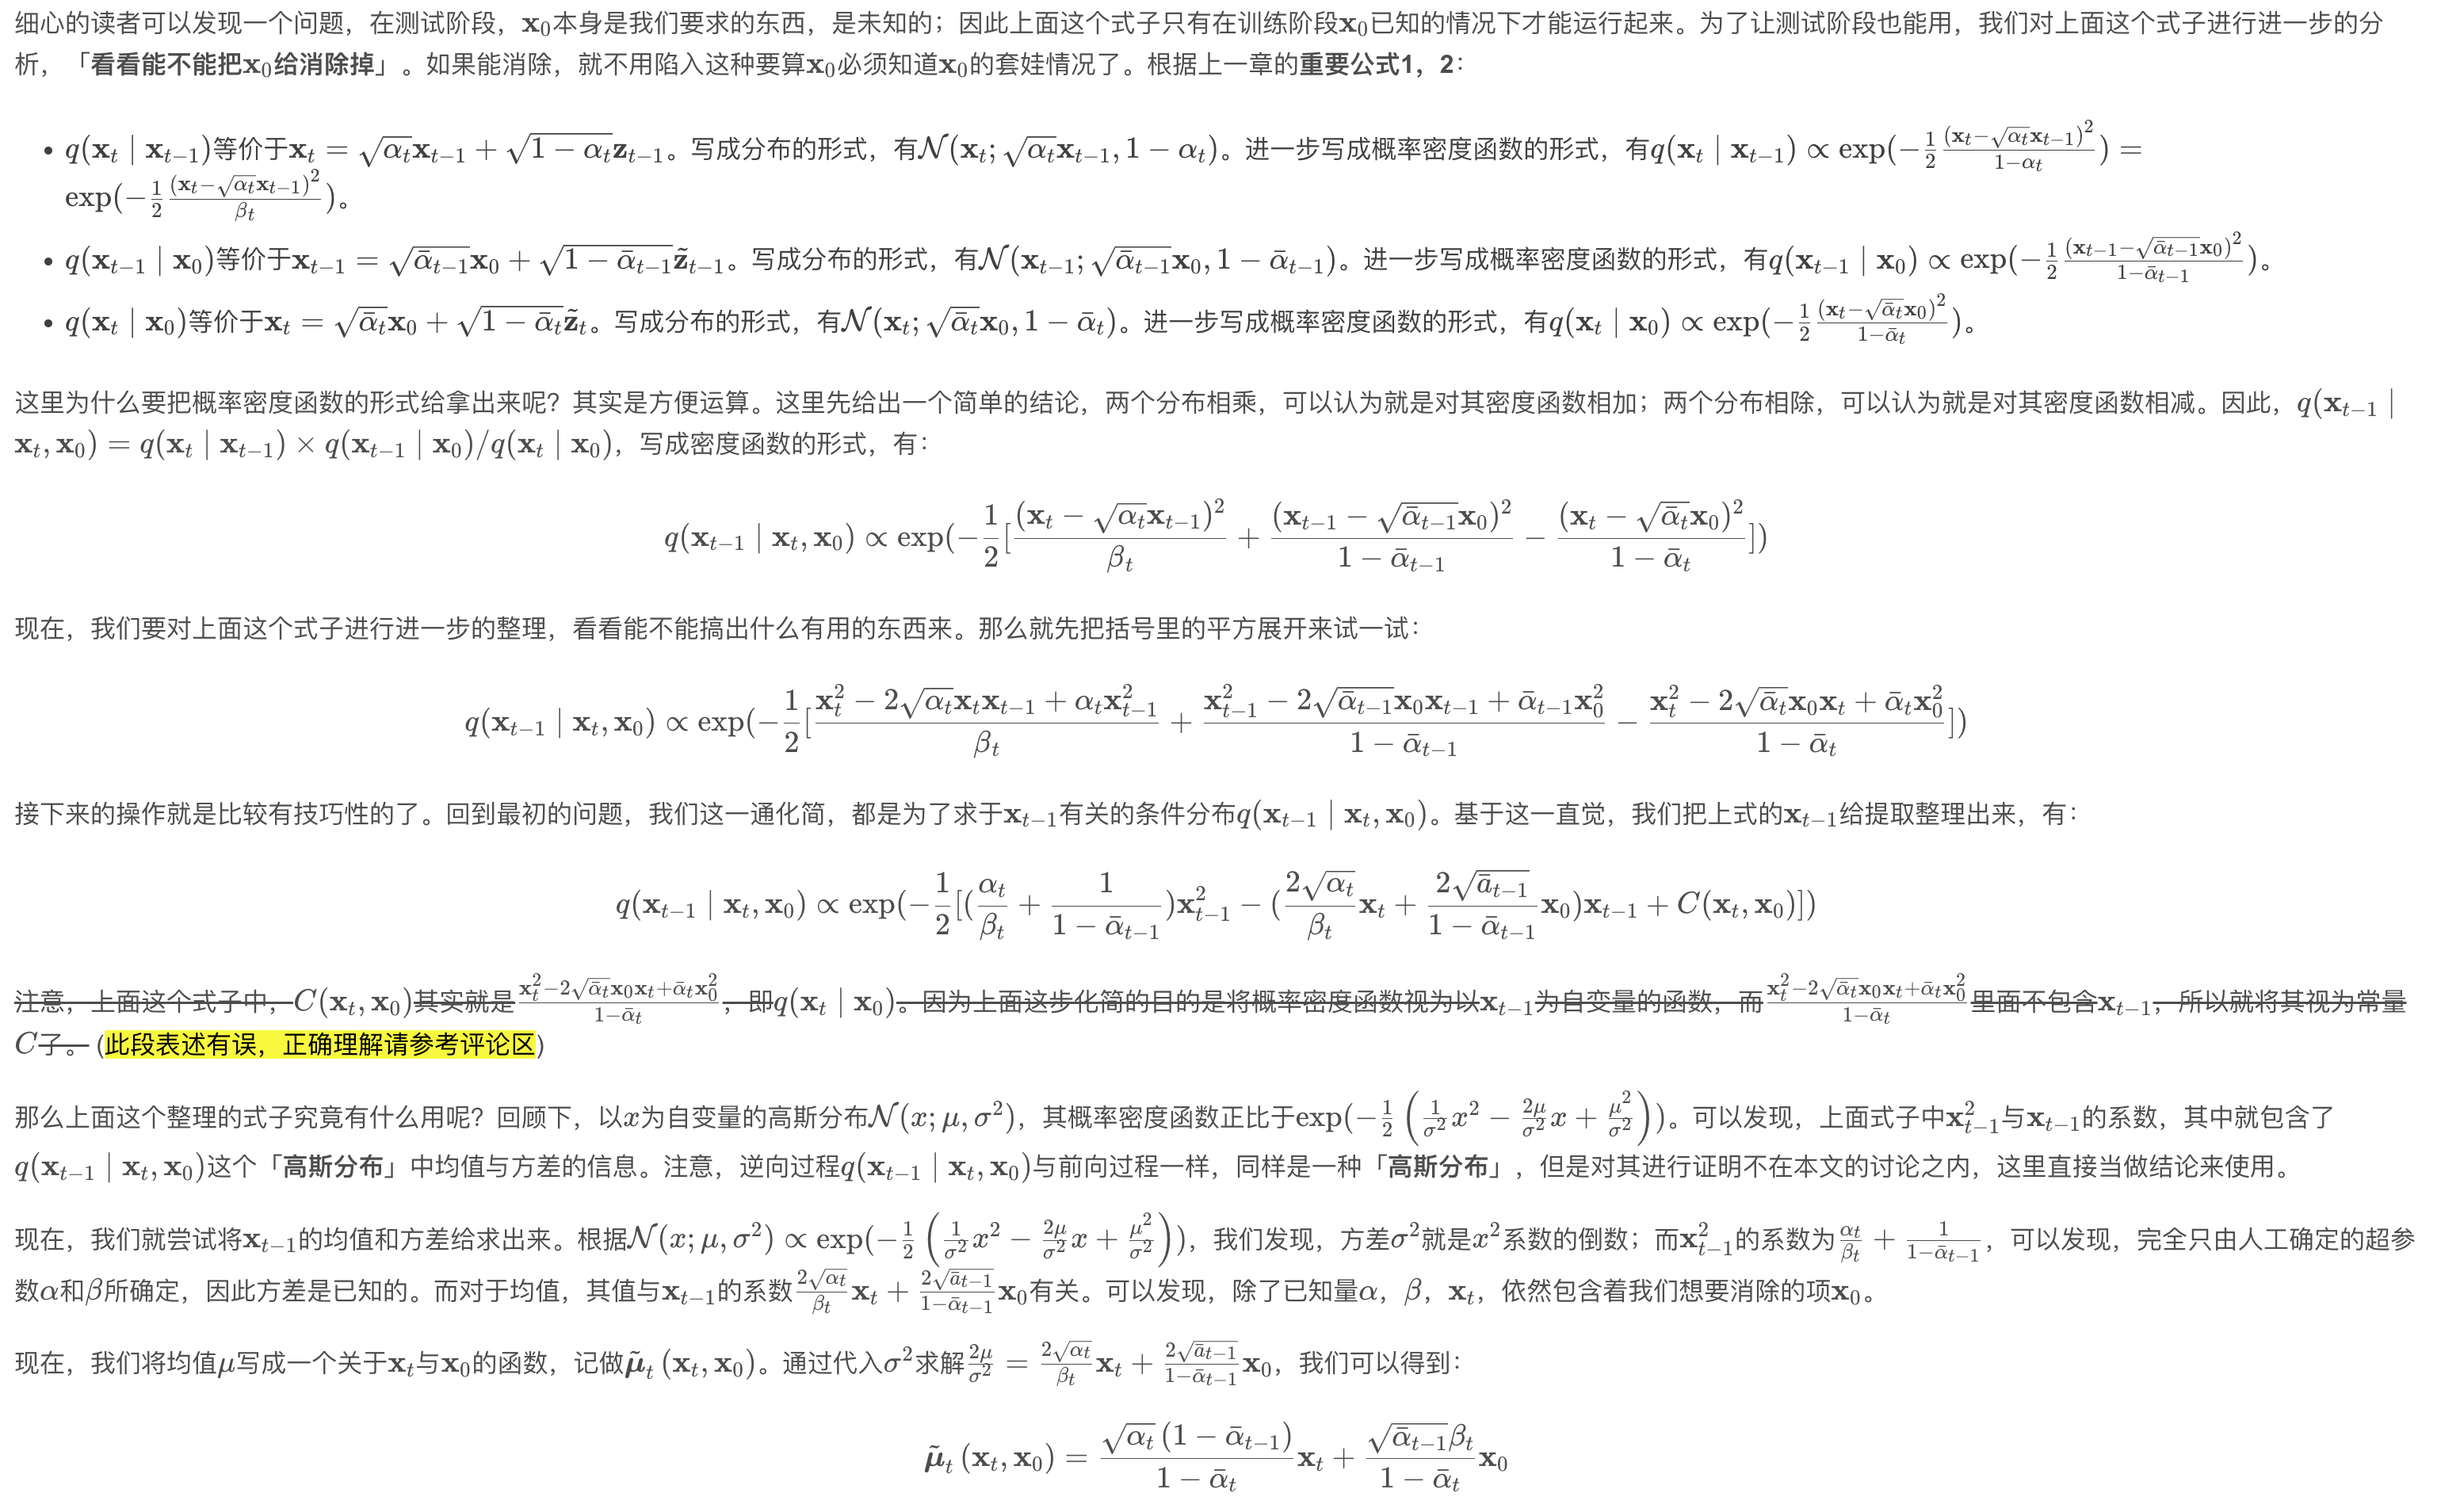 细心的读者可以发现一个问题，在测试阶段，x₀本身是我们要求的东西，是未知的；因此上面这个式子只有在训练阶段x₀已知的情况下才能运行起来。为了让测试阶段也能用，我们对上面这个式子进行进一步的分
析，「看看能不能把x₀给消除掉」。如果能消除，就不用陷入这种要算x₀必须知道x₀的套娃情况了。根据上一章的重要公式1，2：
• $q(\mathbf{x}_t \mid \mathbf{x}_{t-1})$等价于$\mathbf{x}_t = \sqrt{\alpha_t}\mathbf{x}_{t-1} + \sqrt{1-\alpha_t}\mathbf{z}_{t-1}$。写成分布的形式，有$\mathcal{N}(\mathbf{x}_t; \sqrt{\alpha_t}\mathbf{x}_{t-1}, 1-\alpha_t)$。进一步写成概率密度函数的形式，有$q(\mathbf{x}_t \mid \mathbf{x}_{t-1}) \propto \exp(-\frac{1}{2}\frac{(\mathbf{x}_t-\sqrt{\alpha_t}\mathbf{x}_{t-1})^2}{1-\alpha_t}) =$
$\exp(-\frac{1}{2}\frac{(\mathbf{x}_t-\sqrt{\alpha_t}\mathbf{x}_{t-1})^2}{\beta_t})$。
• $q(\mathbf{x}_{t-1} \mid \mathbf{x}_0)$等价于$\mathbf{x}_{t-1} = \sqrt{\bar{\alpha}_{t-1}}\mathbf{x}_0 + \sqrt{1-\bar{\alpha}_{t-1}}\tilde{\mathbf{z}}_{t-1}$。写成分布的形式，有$\mathcal{N}(\mathbf{x}_{t-1}; \sqrt{\bar{\alpha}_{t-1}}\mathbf{x}_0, 1-\bar{\alpha}_{t-1})$。进一步写成概率密度函数的形式，有$q(\mathbf{x}_{t-1} \mid \mathbf{x}_0) \propto \exp(-\frac{1}{2}\frac{(\mathbf{x}_{t-1}-\sqrt{\bar{\alpha}_{t-1}}\mathbf{x}_0)^2}{1-\bar{\alpha}_{t-1}})$。
• $q(\mathbf{x}_t \mid \mathbf{x}_0)$等价于$\mathbf{x}_t = \sqrt{\bar{\alpha}_t}\mathbf{x}_0 + \sqrt{1-\bar{\alpha}_t}\tilde{\mathbf{z}}_t$。写成分布的形式，有$\mathcal{N}(\mathbf{x}_t; \sqrt{\bar{\alpha}_t}\mathbf{x}_0, 1-\bar{\alpha}_t)$。进一步写成概率密度函数的形式，有$q(\mathbf{x}_t \mid \mathbf{x}_0) \propto \exp(-\frac{1}{2}\frac{(\mathbf{x}_t-\sqrt{\bar{\alpha}_t}\mathbf{x}_0)^2}{1-\bar{\alpha}_t})$。
这里为什么要把概率密度函数的形式给拿出来呢？其实是方便运算。这里先给出一个简单的结论，两个分布相乘，可以认为就是对其密度函数相加；两个分布相除，可以认为就是对其密度函数相减。因此，$q(\mathbf{x}_{t-1} \mid$
$\mathbf{x}_t, \mathbf{x}_0) = q(\mathbf{x}_t \mid \mathbf{x}_{t-1}) \times q(\mathbf{x}_{t-1} \mid \mathbf{x}_0)/q(\mathbf{x}_t \mid \mathbf{x}_0)$，写成密度函数的形式，有：
$q(\mathbf{x}_{t-1} \mid \mathbf{x}_t, \mathbf{x}_0) \propto \exp(-\frac{1}{2}[\frac{(\mathbf{x}_t-\sqrt{\alpha_t}\mathbf{x}_{t-1})^2}{\beta_t} + \frac{(\mathbf{x}_{t-1}-\sqrt{\bar{\alpha}_{t-1}}\mathbf{x}_0)^2}{1-\bar{\alpha}_{t-1}} - \frac{(\mathbf{x}_t-\sqrt{\bar{\alpha}_t}\mathbf{x}_0)^2}{1-\bar{\alpha}_t}])$
现在，我们要对上面这个式子进行进一步的整理，看看能不能搞出什么有用的东西来。那么就先把括号里的平方展开来试一试：
$q(\mathbf{x}_{t-1} \mid \mathbf{x}_t, \mathbf{x}_0) \propto \exp(-\frac{1}{2}[\frac{\mathbf{x}_t^2-2\sqrt{\alpha_t}\mathbf{x}_t\mathbf{x}_{t-1}+\alpha_t\mathbf{x}_{t-1}^2}{\beta_t} + \frac{\mathbf{x}_{t-1}^2-2\sqrt{\bar{\alpha}_{t-1}}\mathbf{x}_0\mathbf{x}_{t-1}+\bar{\alpha}_{t-1}\mathbf{x}_0^2}{1-\bar{\alpha}_{t-1}} - \frac{\mathbf{x}_t^2-2\sqrt{\bar{\alpha}_t}\mathbf{x}_0\mathbf{x}_t+\bar{\alpha}_t\mathbf{x}_0^2}{1-\bar{\alpha}_t}])$
接下来的操作就是比较有技巧性的了。回到最初的问题，我们这一通化简，都是为了求于$\mathbf{x}_{t-1}$有关的条件分布$q(\mathbf{x}_{t-1} \mid \mathbf{x}_t, \mathbf{x}_0)$。基于这一直觉，我们把上式的$\mathbf{x}_{t-1}$给提取整理出来，有：
$q(\mathbf{x}_{t-1} \mid \mathbf{x}_t, \mathbf{x}_0) \propto \exp(-\frac{1}{2}[(\frac{\alpha_t}{\beta_t} + \frac{1}{1-\bar{\alpha}_{t-1}})\mathbf{x}_{t-1}^2 - (\frac{2\sqrt{\alpha_t}}{\beta_t}\mathbf{x}_t + \frac{2\sqrt{\bar{a}_{t-1}}}{1-\bar{\alpha}_{t-1}}\mathbf{x}_0)\mathbf{x}_{t-1} + C(\mathbf{x}_t, \mathbf{x}_0)])$
注意，上面这个式子中，$C(\mathbf{x}_t, \mathbf{x}_0)$其实就是$\frac{\mathbf{x}_t^2-2\sqrt{\bar{\alpha}_t}\mathbf{x}_0\mathbf{x}_t+\bar{\alpha}_t\mathbf{x}_0^2}{1-\bar{\alpha}_t}$，即$q(\mathbf{x}_t \mid \mathbf{x}_0)$。因为上面这步化简的目的是将概率密度函数视为以$\mathbf{x}_{t-1}$为自变量的函数，而$\frac{\mathbf{x}_t^2-2\sqrt{\bar{\alpha}_t}\mathbf{x}_0\mathbf{x}_t+\bar{\alpha}_t\mathbf{x}_0^2}{1-\bar{\alpha}_t}$里面不包含$\mathbf{x}_{t-1}$，所以就将其视为常量
$C$子。(此段表述有误，正确理解请参考评论区)
那么上面这个整理的式子究竟有什么用呢？回顾下，以$x$为自变量的高斯分布$\mathcal{N}(x; \mu, \sigma^2)$，其概率密度函数正比于$\exp(-\frac{1}{2}\left(\frac{1}{\sigma^2}x^2 - \frac{2\mu}{\sigma^2}x + \frac{\mu^2}{\sigma^2}\right))$。可以发现，上面式子中$\mathbf{x}_{t-1}^2$与$\mathbf{x}_{t-1}$的系数，其中就包含了
$q(\mathbf{x}_{t-1} \mid \mathbf{x}_t, \mathbf{x}_0)$这个「高斯分布」中均值与方差的信息。注意，逆向过程$q(\mathbf{x}_{t-1} \mid \mathbf{x}_t, \mathbf{x}_0)$与前向过程一样，同样是一种「高斯分布」，但是对其进行证明不在本文的讨论之内，这里直接当做结论来使用。
现在，我们就尝试将$\mathbf{x}_{t-1}$的均值和方差给求出来。根据$\mathcal{N}(x; \mu, \sigma^2) \propto \exp(-\frac{1}{2}\left(\frac{1}{\sigma^2}x^2 - \frac{2\mu}{\sigma^2}x + \frac{\mu^2}{\sigma^2}\right))$，我们发现，方差$\sigma^2$就是$x^2$系数的倒数；而$\mathbf{x}_{t-1}^2$的系数为$\frac{\alpha_t}{\beta_t} + \frac{1}{1-\bar{\alpha}_{t-1}}$，可以发现，完全只由人工确定的超参
数$\alpha$和$\beta$所确定，因此方差是已知的。而对于均值，其值与$\mathbf{x}_{t-1}$的系数$\frac{2\sqrt{\alpha_t}}{\beta_t}\mathbf{x}_t + \frac{2\sqrt{\bar{a}_{t-1}}}{1-\bar{\alpha}_{t-1}}\mathbf{x}_0$有关。可以发现，除了已知量$\alpha$，$\beta$，$\mathbf{x}_t$，依然包含着我们想要消除的项$\mathbf{x}_0$。
现在，我们将均值$\mu$写成一个关于$\mathbf{x}_t$与$\mathbf{x}_0$的函数，记做$\tilde{\boldsymbol{\mu}}_t(\mathbf{x}_t, \mathbf{x}_0)$。通过代入$\sigma^2$求解$\frac{2\mu}{\sigma^2} = \frac{2\sqrt{\alpha_t}}{\beta_t}\mathbf{x}_t + \frac{2\sqrt{\bar{a}_{t-1}}}{1-\bar{\alpha}_{t-1}}\mathbf{x}_0$，我们可以得到：
$\tilde{\boldsymbol{\mu}}_t(\mathbf{x}_t, \mathbf{x}_0) = \frac{\sqrt{\alpha_t}(1-\bar{\alpha}_{t-1})}{1-\bar{\alpha}_t}\mathbf{x}_t + \frac{\sqrt{\bar{\alpha}_{t-1}}\beta_t}{1-\bar{\alpha}_t}\mathbf{x}_0$